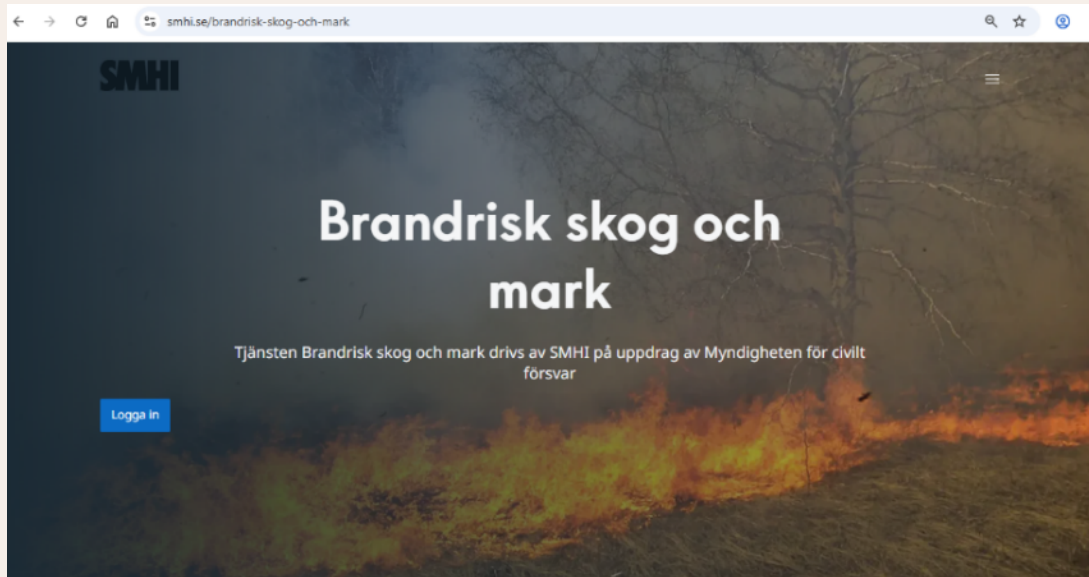 smhi.se/brandrisk-skog-och-mark
SMHI
Brandrisk skog och
mark
Tjänsten Brandrisk skog och mark drivs av SMHI på uppdrag av Myndigheten för civilt
försvar
Logga in